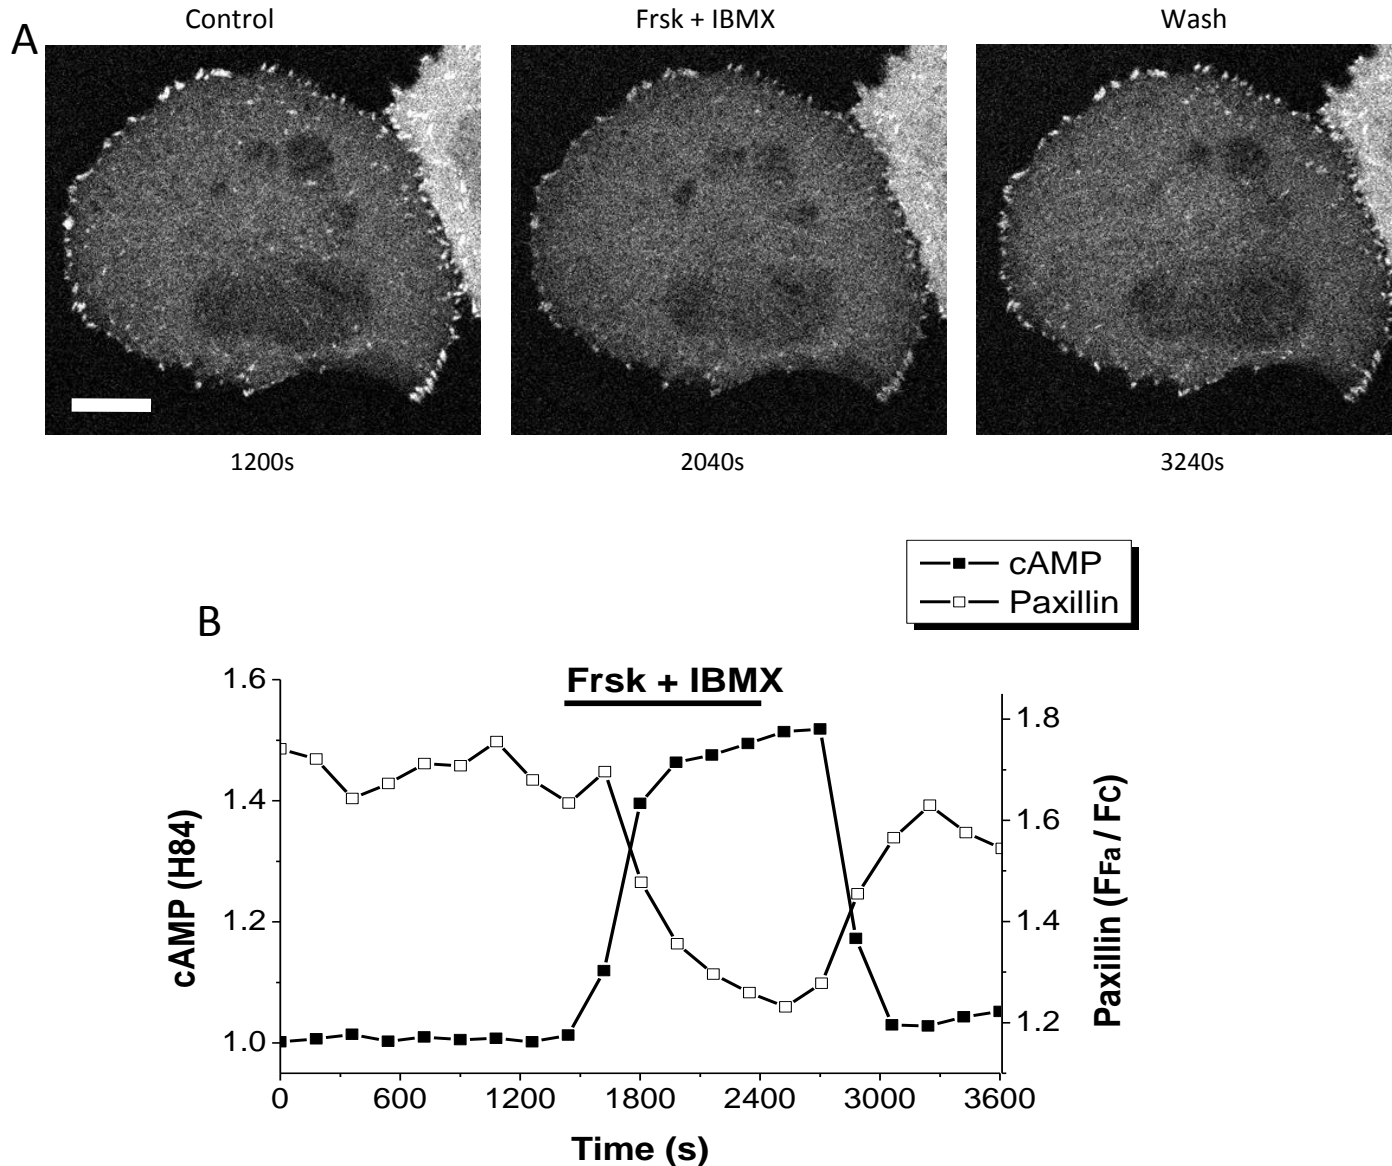 A
Control
Frsk + IBMX
Wash
1200s
2040s
3240s
cAMP
Paxillin
B
Frsk + IBMX
1.6
1.4
1.2
1.0
cAMP (H84)
1.8
1.6
1.4
1.2
Paxillin (FFa / FC)
0
600
1200
1800
2400
3000
3600
Time (s)